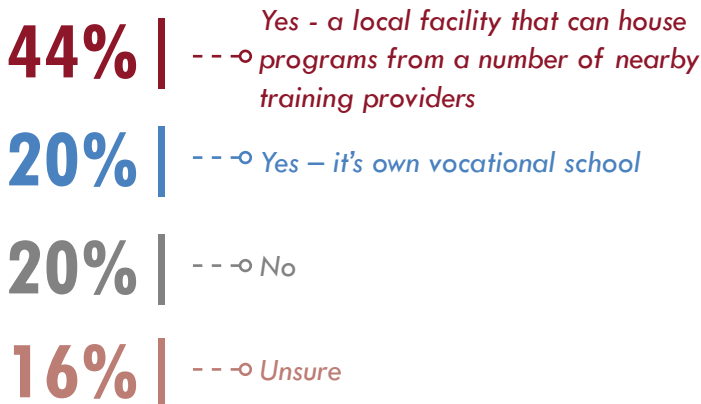 44%
Yes - a local facility that can house
programs from a number of nearby
training providers
20%
Yes – it's own vocational school
20%
No
16%
Unsure